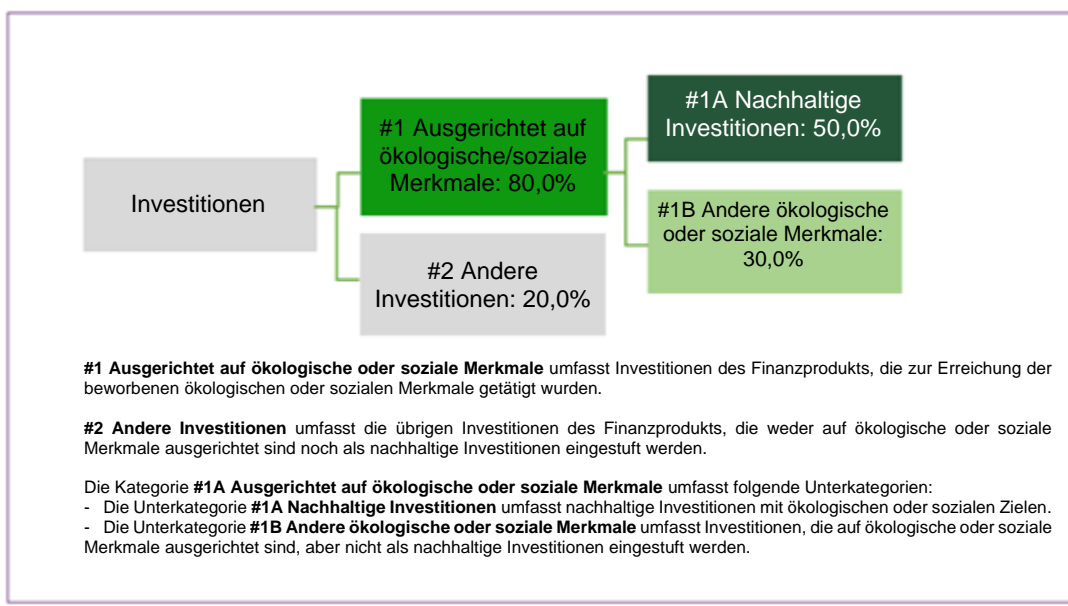 #1A Nachhaltige
Investitionen: 50,0%
#1 Ausgerichtet auf
ökologische/soziale
Merkmale: 80,0%
Investitionen
#1B Andere ökologische
oder soziale Merkmale:
30,0%
#2 Andere
Investitionen: 20,0%
#1 Ausgerichtet auf ökologische oder soziale Merkmale umfasst Investitionen des Finanzprodukts, die zur Erreichung der
beworbenen ökologischen oder sozialen Merkmale getätigt wurden.
#2 Andere Investitionen umfasst die übrigen Investitionen des Finanzprodukts, die weder auf ökologische oder soziale
Merkmale ausgerichtet sind noch als nachhaltige Investitionen eingestuft werden.
Die Kategorie #1A Ausgerichtet auf ökologische oder soziale Merkmale umfasst folgende Unterkategorien:
- Die Unterkategorie #1A Nachhaltige Investitionen umfasst nachhaltige Investitionen mit ökologischen oder sozialen Zielen.
- Die Unterkategorie #1B Andere ökologische oder soziale Merkmale umfasst Investitionen, die auf ökologische oder soziale
Merkmale ausgerichtet sind, aber nicht als nachhaltige Investitionen eingestuft werden.